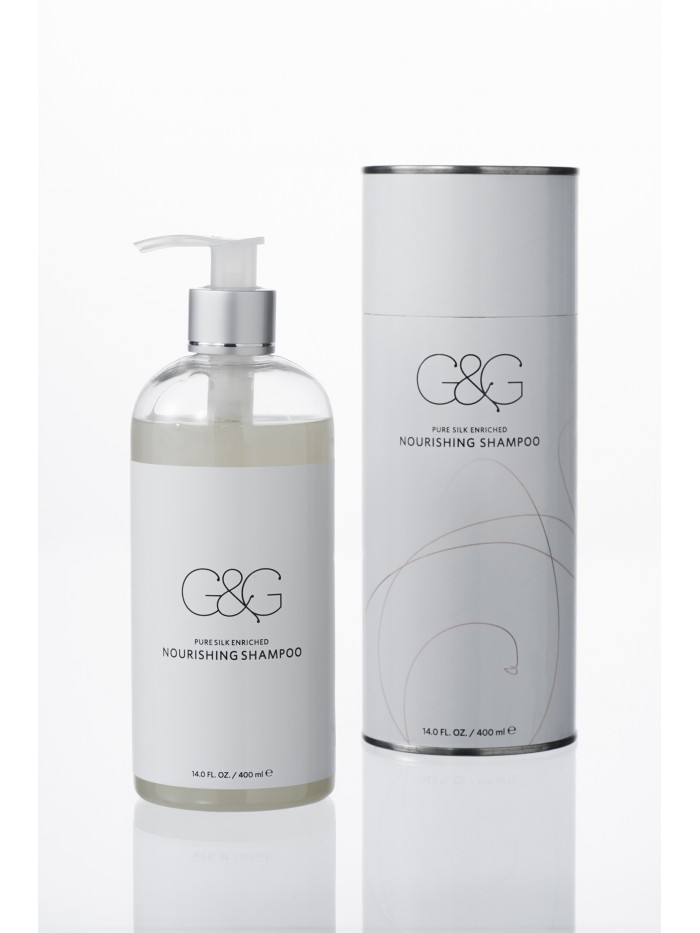 G&G
PURE SILK ENRICHED
NOURISHING SHAMPOO
14.0 FL. OZ. / 400 ml ℮
G&G
PURE SILK ENRICHED
NOURISHING SHAMPOO
14.0 FL. OZ. / 400 ml ℮